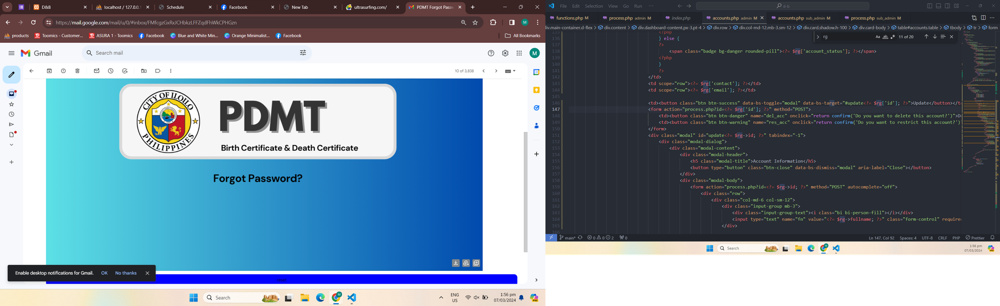 D&B
localhost / 127.0.0.1
Schedule
Facebook
New Tab
ultrasurfing.com/
PDMT Forgot Passw
https://mail.google.com/mail/u/0/#inbox/FMfcgzGxRxJCHbkzLFFZqdFhWkCPHGzn
M
products
Toomics - Customer...
ASURA 1 - Toomics
Facebook
Blue and White Min...
Orange Minimalist...
Facebook
All Bookmarks
Gmail
Search mail
M
10 of 3,838
CITY OF ILOILO
PHILIPPINES
PDMT
Birth Certificate & Death Certificate
Forgot Password?
Enable desktop notifications for Gmail.
OK
No thanks
Search
ENG
US
1:56 pm
07/03/2024
File Edit Selection View Go Run ···
d-b
functions.php M
process.php admin M
index.php
accounts.php admin M
accounts.php sub_admin M
process.php sub_admin M
div.main-container.d-flex > div.content > div.dashboard-content.px-3.pt-4 > div.row > div.col-md-12.mb-3.sm-12 > div.card.shadow.h-100 > div.card-body > table#accounts.table > tbody > tr > form
rg
11 of 20
135 <?php
136 } else {
137 ?>
138 <span class="badge bg-danger rounded-pill"><?= $rg['account_status']; ?></span>
139 <?php
140 }
141 ?>
142 </td>
143 <td scope="row"><?= $rg['contact']; ?></td>
144 <td scope="row"><?= $rg['email']; ?></td>
146 <td><button class="btn btn-success" data-bs-toggle="modal" data-bs-target="#update<?= $rg['id']; ?>">Update</button></td
147 <form action="process.php?id=<?= $rg['id']; ?>" method="POST">
148 <td><button class="btn btn-danger" name="del_acc" onclick="return confirm('Do you want to delete this account?')">D
149 <td><button class="btn btn-warning" name="res_acc" onclick="return confirm('Do you want to restrict this account?')
150 </form>
151 <div class="modal" id="update<?= $rg->id; ?>" tabindex="-1">
152 <div class="modal-dialog">
153 <div class="modal-content">
154 <div class="modal-header">
155 <h5 class="modal-title">Account Information</h5>
156 <button type="button" class="btn-close" data-bs-dismiss="modal" aria-label="Close"></button>
157 </div>
158 <div class="modal-body">
159 <form action="process.php?id=<?= $rg->id; ?>" method="POST" autocomplete="off">
160 <div class="row">
161 <div class="col-md-6 col-sm-12">
162 <div class="input-group mb-3">
163 <div class="input-group-text"><i class="bi bi-person-fill"></i></div>
164 <input type="text" name="fn" value="<?= $rg->fullname; ?>" class="form-control" require
165 </div>
166
main*
0 0 2
0
Ln 147, Col 92
Spaces: 4
UTF-8
CRLF
PHP
Prettier
Search
1:56 pm
07/03/2024